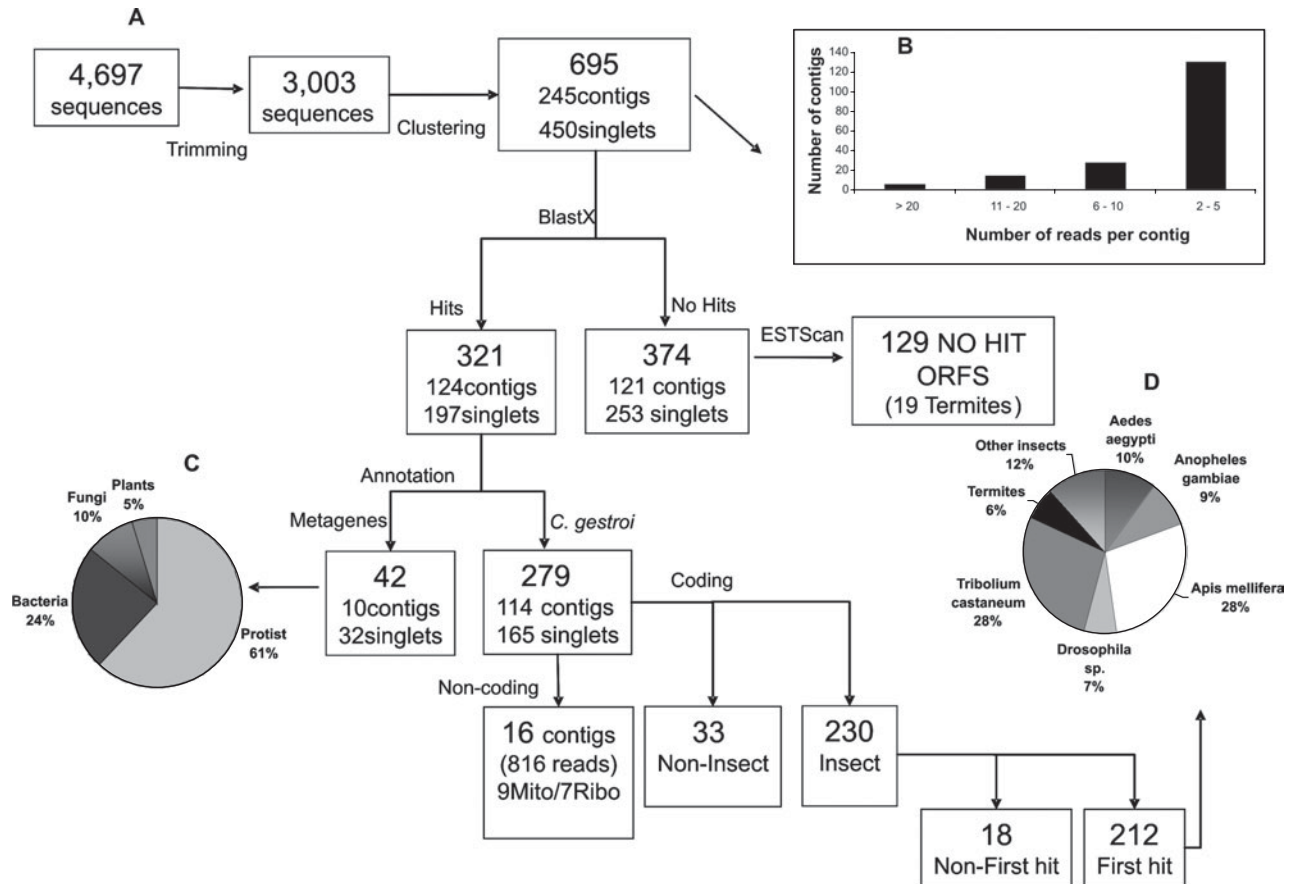 A
4,697
sequences
Trimming
3,003
sequences
Clustering
695
245contigs
450singlets
B
Number of contigs
140
120
100
80
60
40
20
0
> 20
11 - 20
6 - 10
2 - 5
Number of reads per contig
BlastX
Hits
No Hits
321
124contigs
197singlets
374
121 contigs
253 singlets
ESTScan
129 NO HIT
ORFS
(19 Termites)
Annotation
Metagenes
C. gestroi
C
Plants
5%
Fungi
10%
Bacteria
24%
Protist
61%
42
10contigs
32singlets
279
114 contigs
165 singlets
Coding
Non-coding
16 contigs
(816 reads)
9Mito/7Ribo
33
Non-Insect
230
Insect
18
Non-First hit
212
First hit
D
Aedes
aegypti
10%
Anopheles
gambiae
9%
Apis mellifera
28%
Drosophila
sp.
7%
Tribolium
castaneum
28%
Termites
6%
Other insects
12%